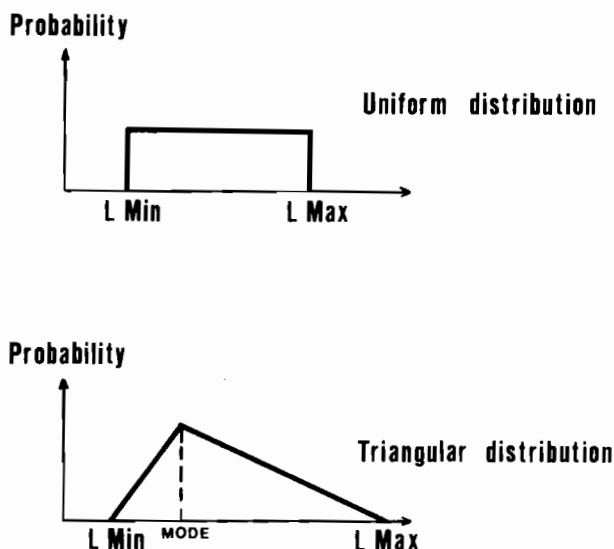 Probability
Uniform distribution
L Min L Max
Probability
Triangular distribution
L Min MODE L Max